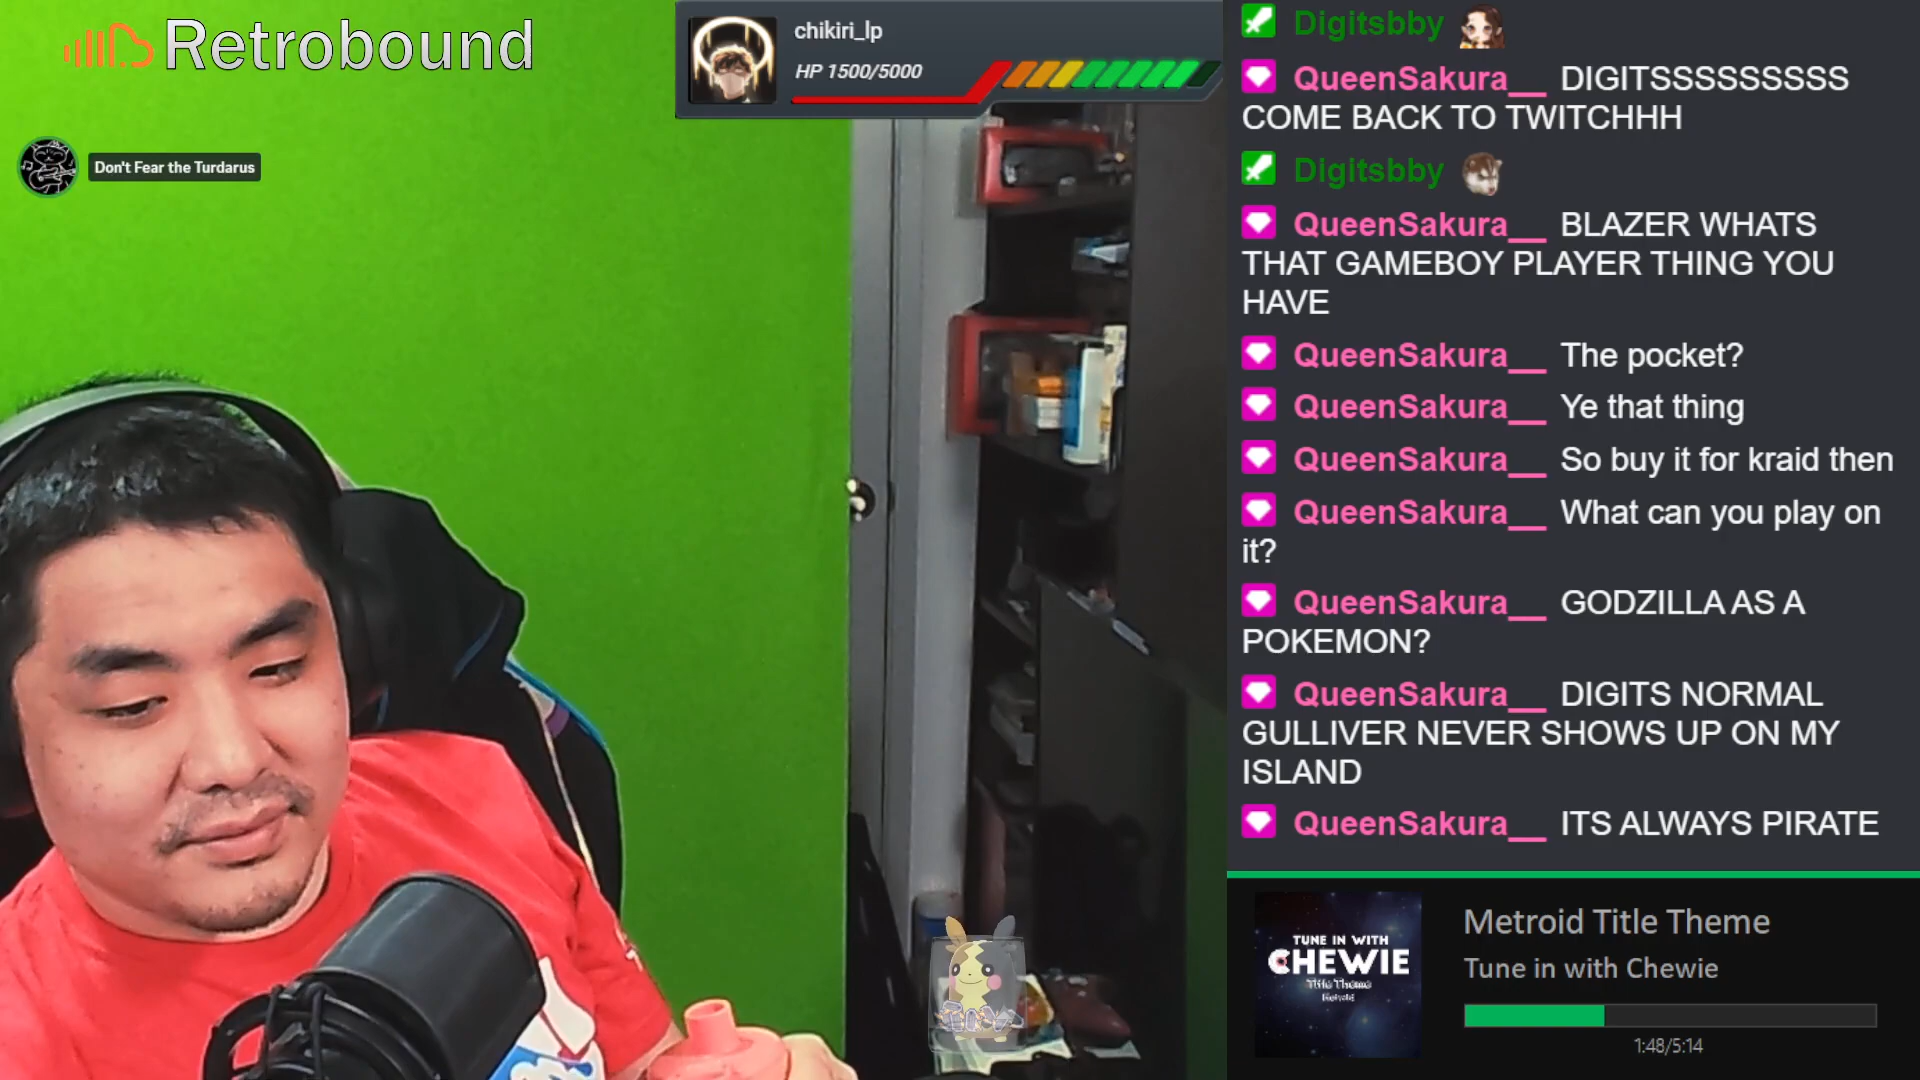 Retrobound
chikiri_lp
HP 1500/5000
Don't Fear the Turdarus
Digitsbby
QueenSakura__ DIGITSSSSSSSSS
COME BACK TO TWITCHHH
Digitsbby
QueenSakura__ BLAZER WHATS
THAT GAMEBOY PLAYER THING YOU
HAVE
QueenSakura__ The pocket?
QueenSakura__ Ye that thing
QueenSakura__ So buy it for kraid then
QueenSakura__ What can you play on
it?
QueenSakura__ GODZILLA AS A
POKEMON?
QueenSakura__ DIGITS NORMAL
GULLIVER NEVER SHOWS UP ON MY
ISLAND
QueenSakura__ ITS ALWAYS PIRATE
TUNE IN WITH
CHEWIE
Title Theme
Metroid Title Theme
Tune in with Chewie
1:48/5:14